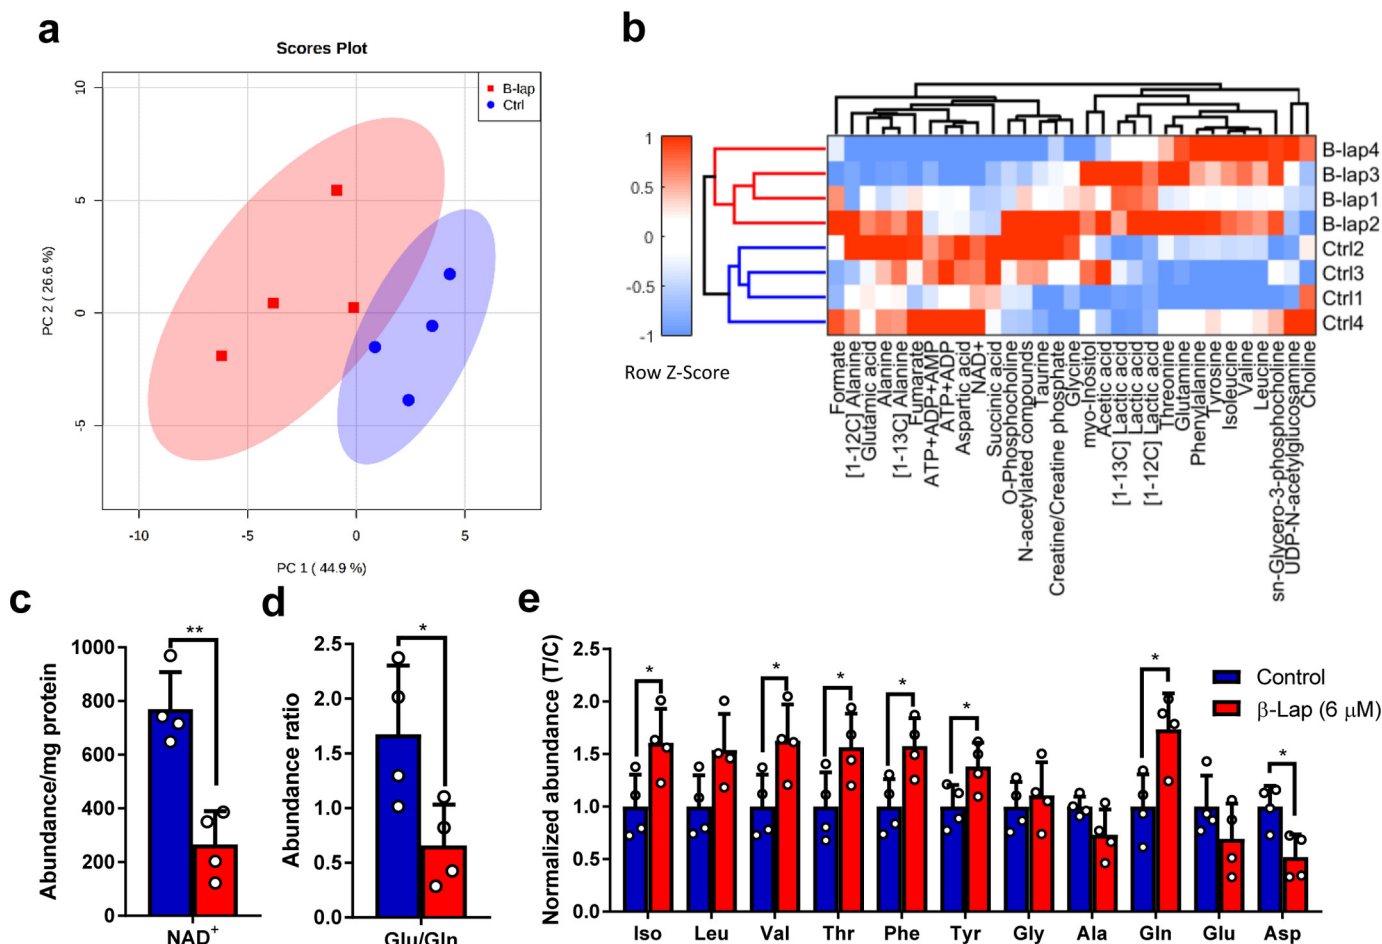 a
Scores Plot
B-lap
Ctrl
10
5
0
-5
-10
-5
0
5
PC 2 ( 26.6 %)
PC 1 ( 44.9 %)
b
1
0.5
0
-0.5
-1
Row Z-Score
B-lap4
B-lap3
B-lap1
B-lap2
Ctrl2
Ctrl3
Ctrl1
Ctrl4
Formate
[1-12C] Alanine
Glutamic acid
Alanine
[1-13C] Alanine
Fumarate
ATP+ADP+AMP
ATP+ADP
Aspartic acid
NAD+
Succinic acid
O-Phosphocholine
N-acetylated compounds
Taurine
Creatine/Creatine phosphate
Glycine
myo-Inositol
Acetic acid
[1-13C] Lactic acid
Lactic acid
[1-12C] Lactic acid
Threonine
Glutamine
Phenylalanine
Tyrosine
Isoleucine
Valine
Leucine
sn-Glycero-3-phosphocholine
UDP-N-acetylglucosamine
Choline
c
Abundance/mg protein
1000
800
600
400
200
0
**
NAD+
d
Abundance ratio
2.5
2.0
1.5
1.0
0.5
0.0
*
Glu/Gln
e
Normalized abundance (T/C)
2.5
2.0
1.5
1.0
0.5
0.0
* * * * * * *
Control
β-Lap (6 μM)
Iso Leu Val Thr Phe Tyr Gly Ala Gln Glu Asp